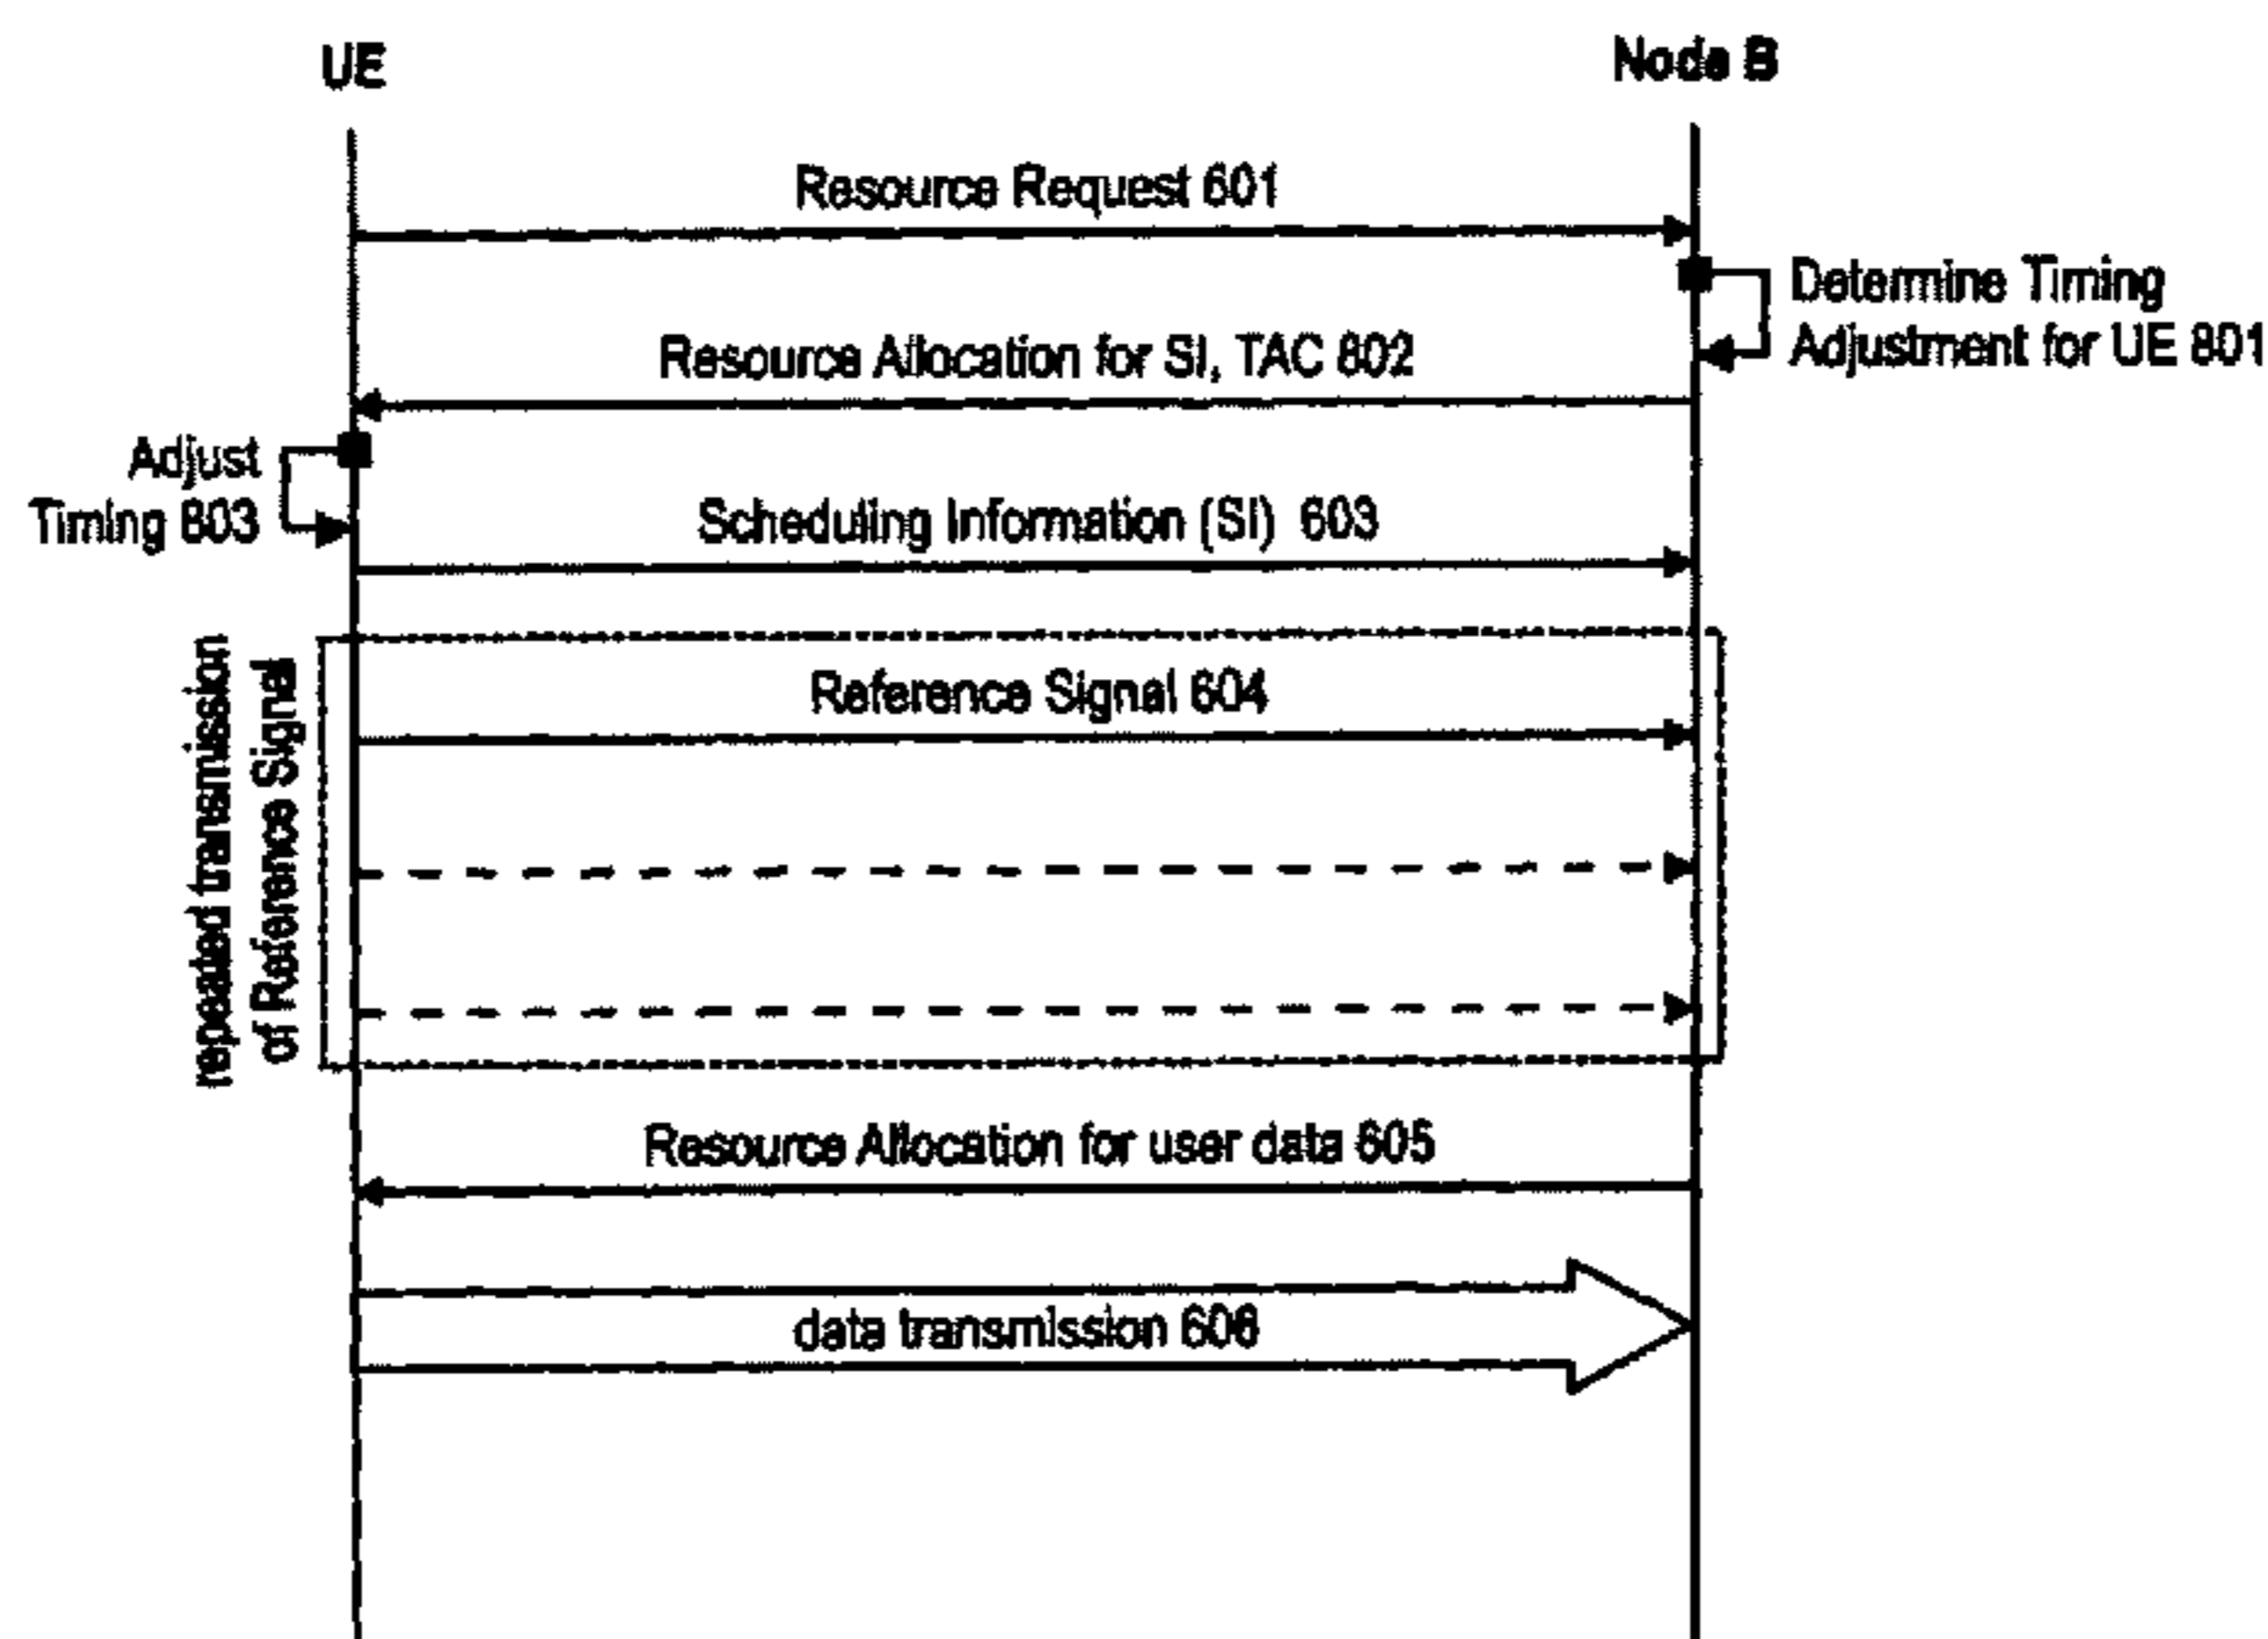 UE
Node B
Resource Request 601
Determine Timing
Adjustment for UE 801
Resource Allocation for SI, TAC 802
Adjust
Timing 803
Scheduling Information (SI) 603
repeated transmission
of Reference Signal
Reference Signal 604
Resource Allocation for user data 605
data transmission 606